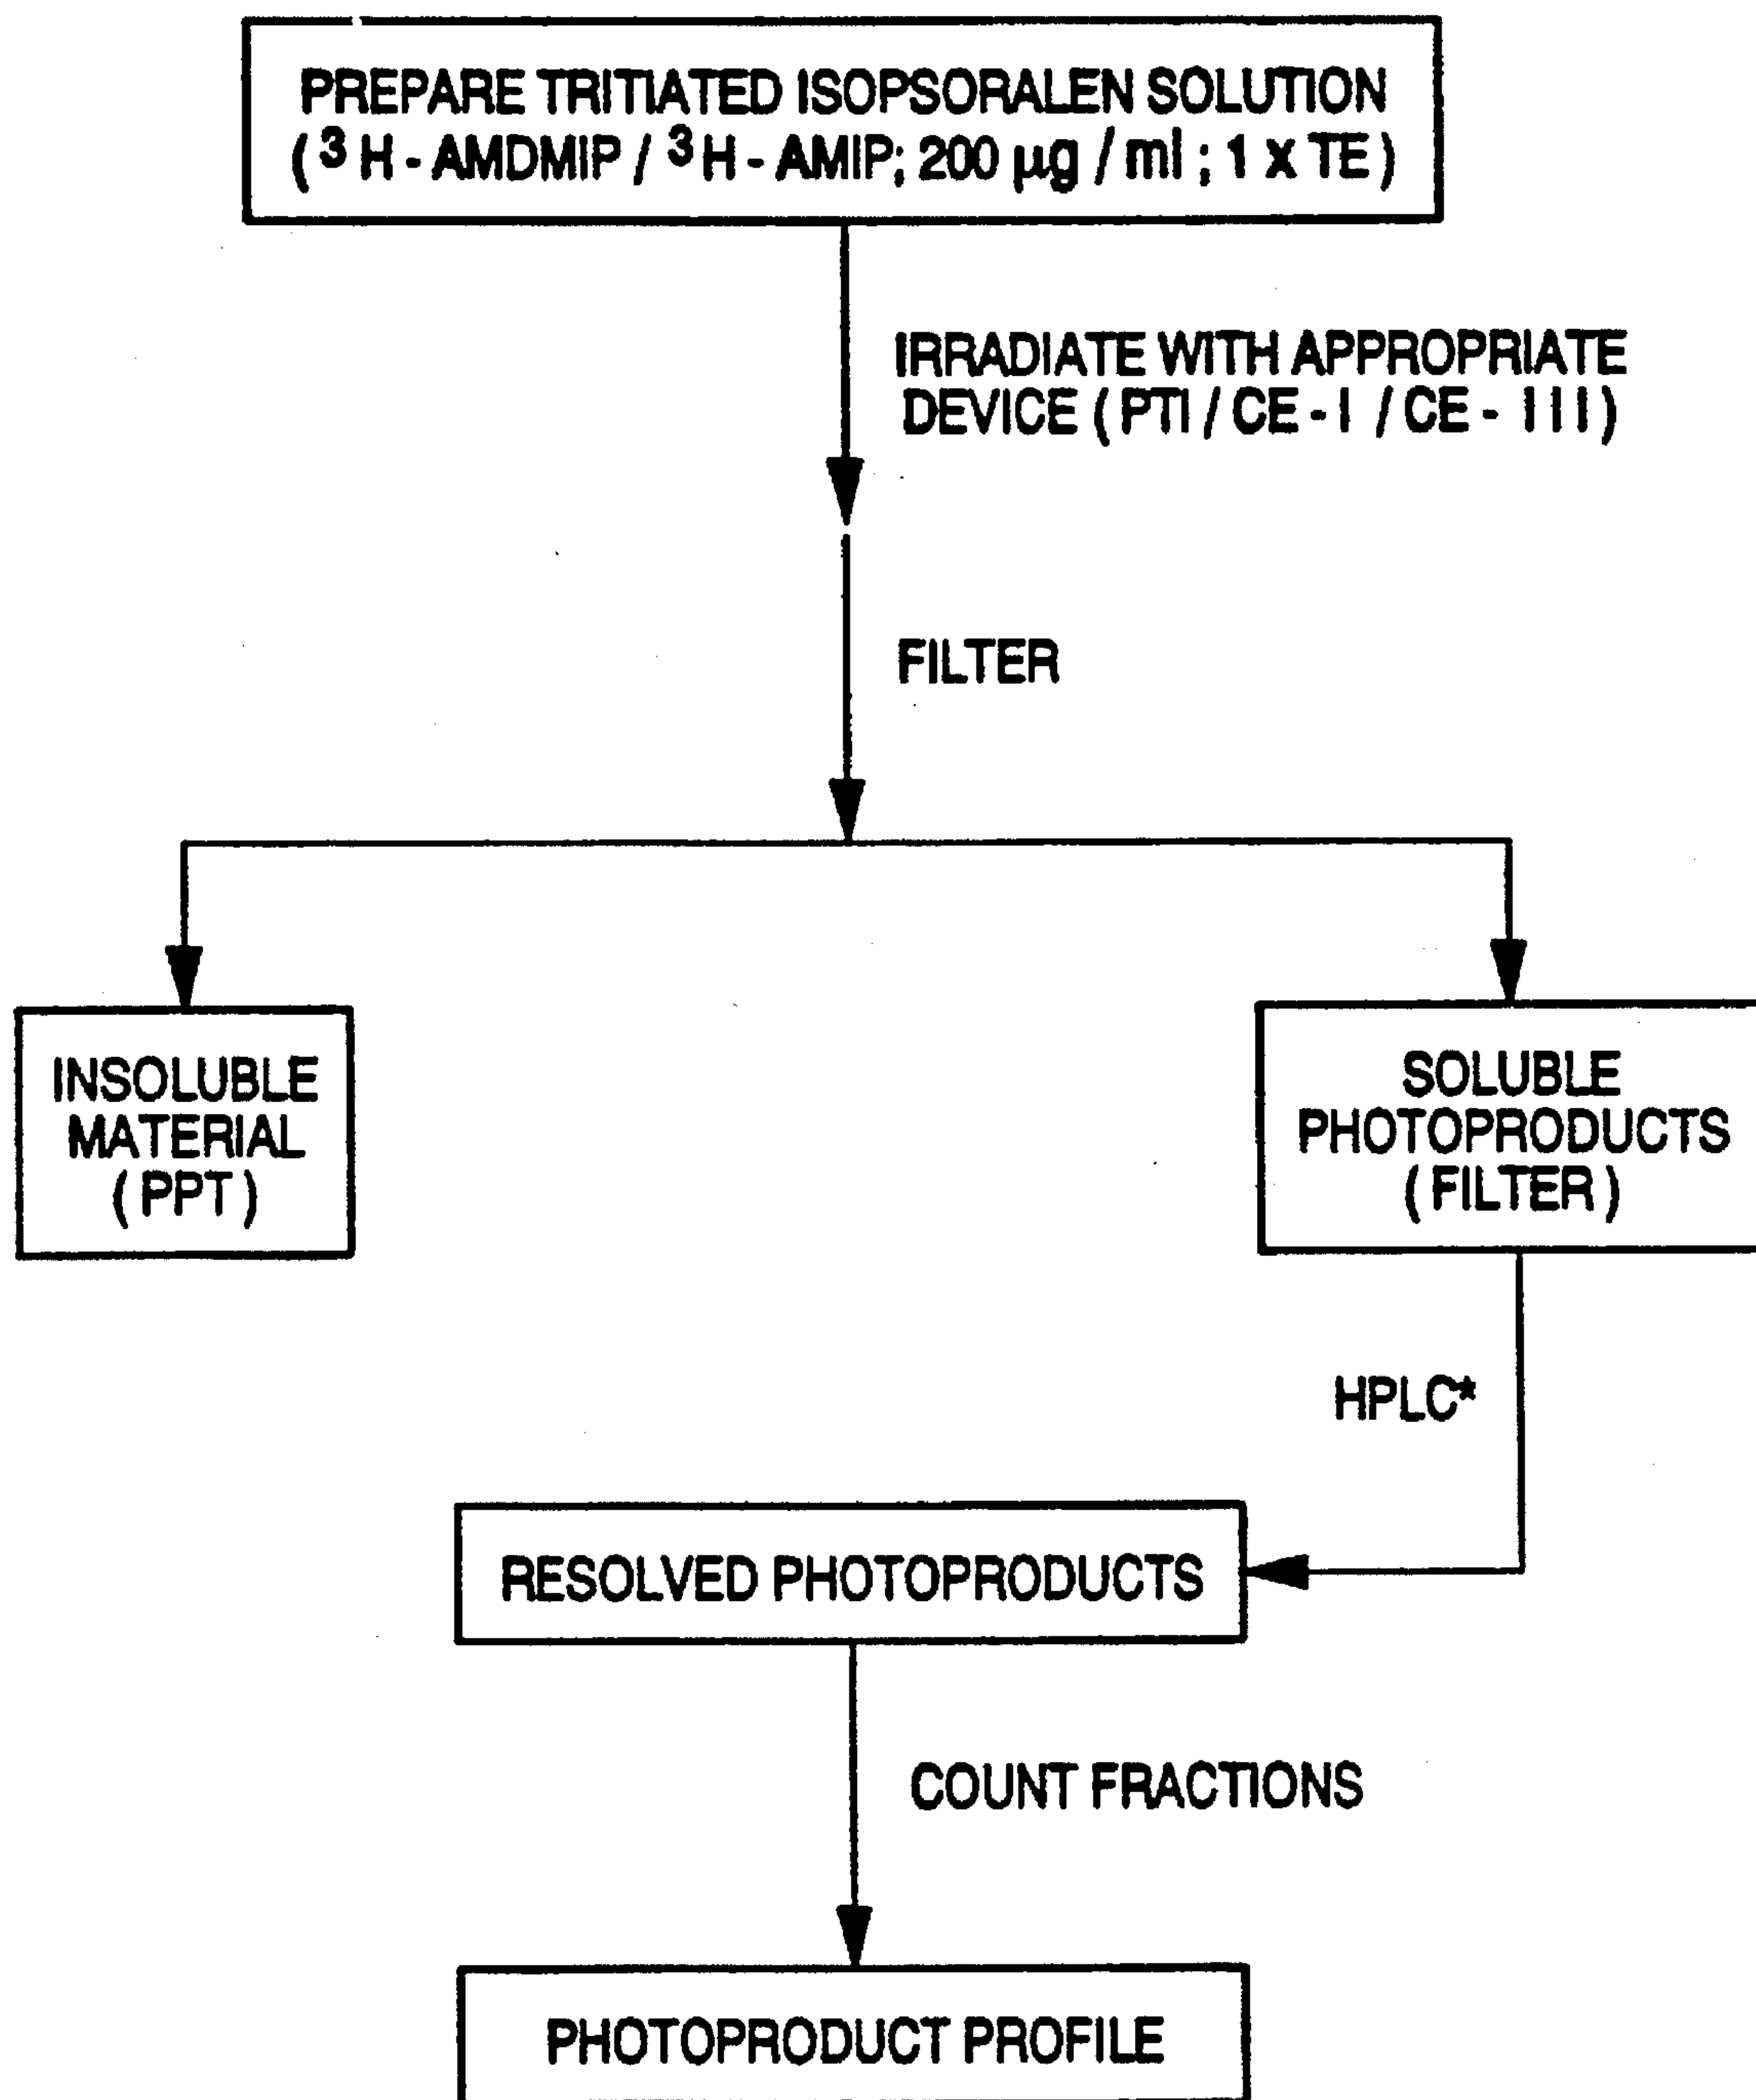 PREPARE TRITIATED ISOPSORALEN SOLUTION
( ³H - AMDMIP / ³H - AMIP; 200 µg / ml ; 1 x TE )
IRRADIATE WITH APPROPRIATE
DEVICE ( PTI / CE - I / CE - III )
FILTER
INSOLUBLE
MATERIAL
( PPT )
SOLUBLE
PHOTOPRODUCTS
( FILTER )
HPLC*
RESOLVED PHOTOPRODUCTS
COUNT FRACTIONS
PHOTOPRODUCT PROFILE